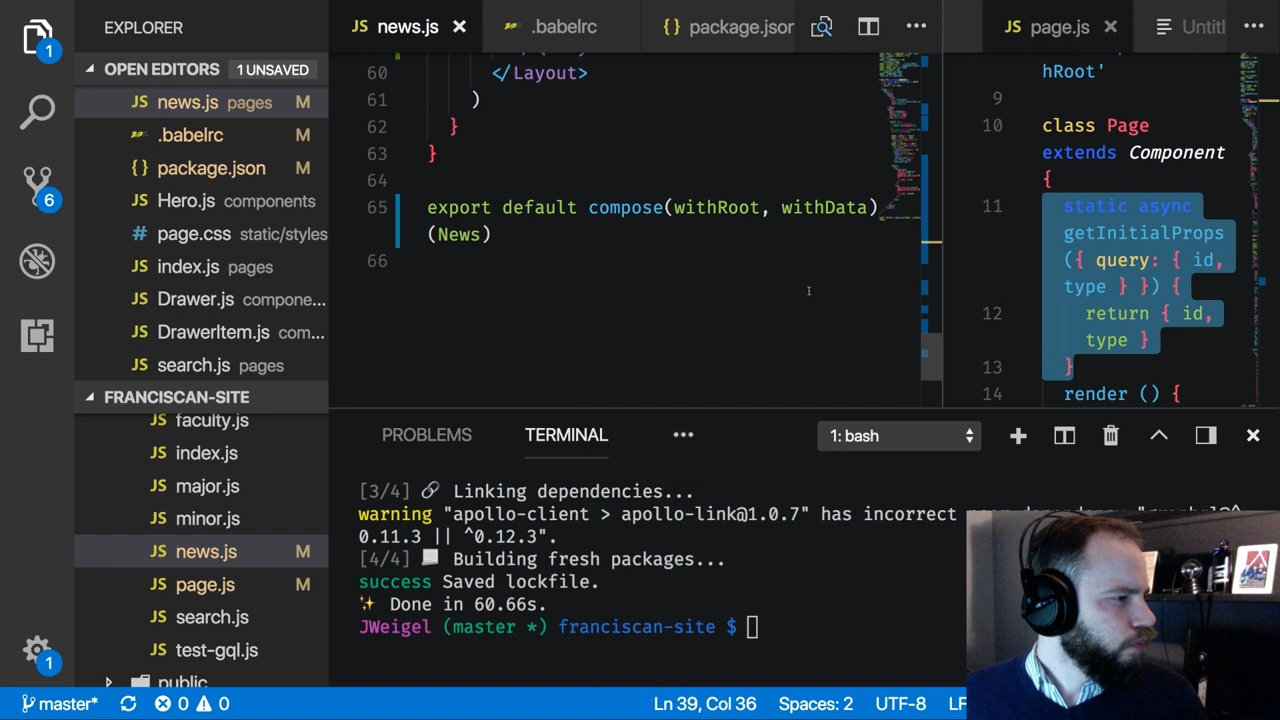 1
6
1
EXPLORER
OPEN EDITORS 1 UNSAVED
JS news.js pages M
.babelrc M
{ } package.json M
JS Hero.js components
# page.css static/styles
JS index.js pages
JS Drawer.js compone...
JS DrawerItem.js com...
JS search.js pages
FRANCISCAN-SITE
JS faculty.js
JS index.js
JS major.js
JS minor.js
JS news.js M
JS page.js M
JS search.js
JS test-gql.js
public
JS news.js
.babelrc
{ } package.json
60 </Layout>
61 )
62 }
63 }
64
65 export default compose(withRoot, withData)
(News)
66
JS page.js
Untitl
hRoot'
9
10 class Page
extends Component
{
11 static async
getInitialProps
({ query: { id,
type } }) {
12 return { id,
type }
13 }
14 render () {
PROBLEMS TERMINAL ... 1: bash
[3/4] Linking dependencies...
warning "apollo-client > apollo-link@1.0.7" has incorrect
0.11.3 || ^0.12.3".
[4/4] Building fresh packages...
success Saved lockfile.
Done in 60.66s.
JWeigel (master *) franciscan-site $
master* 0 0 Ln 39, Col 36 Spaces: 2 UTF-8 LF